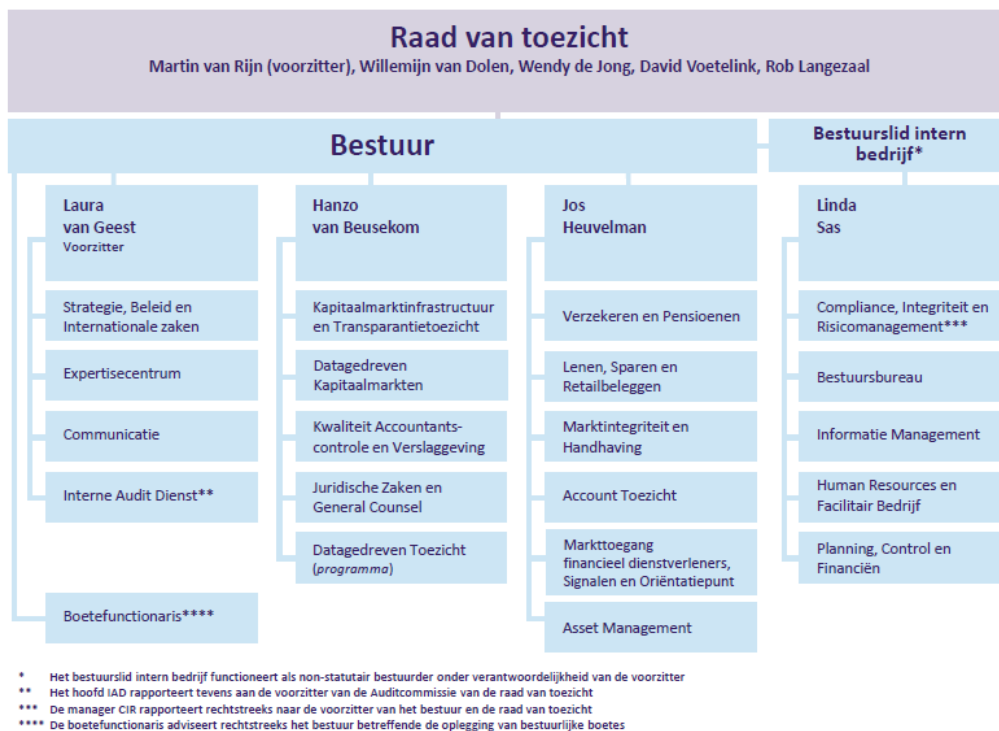 Raad van toezicht
Martin van Rijn (voorzitter), Willemijn van Dolen, Wendy de Jong, David Voetelink, Rob Langezaal
Bestuur
Bestuurslid intern
bedrijf*
Laura
van Geest
Voorzitter
Strategie, Beleid en
Internationale zaken
Expertisecentrum
Communicatie
Interne Audit Dienst**
Boetefunctionaris****
Hanzo
van Beusekom
Kapitaalmarktinfrastructuur
en Transparantietoezicht
Datagedreven
Kapitaalmarkten
Kwaliteit Accountants-
controle en Verslaggeving
Juridische Zaken en
General Counsel
Datagedreven Toezicht
(programma)
Jos
Heuvelman
Verzekeren en Pensioenen
Lenen, Sparen en
Retailbeleggen
Marktintegriteit en
Handhaving
Account Toezicht
Markttoegang
financieel dienstverleners,
Signalen en Oriëntatiepunt
Asset Management
Linda
Sas
Compliance, Integriteit en
Risicomanagement***
Bestuursbureau
Informatie Management
Human Resources en
Facilitair Bedrijf
Planning, Control en
Financiën
* Het bestuurslid intern bedrijf functioneert als non-statutair bestuurder onder verantwoordelijkheid van de voorzitter
** Het hoofd IAD rapporteert tevens aan de voorzitter van de Auditcommissie van de raad van toezicht
*** De manager CIR rapporteert rechtstreeks naar de voorzitter van het bestuur en de raad van toezicht
**** De boetefunctionaris adviseert rechtstreeks het bestuur betreffende de oplegging van bestuurlijke boetes